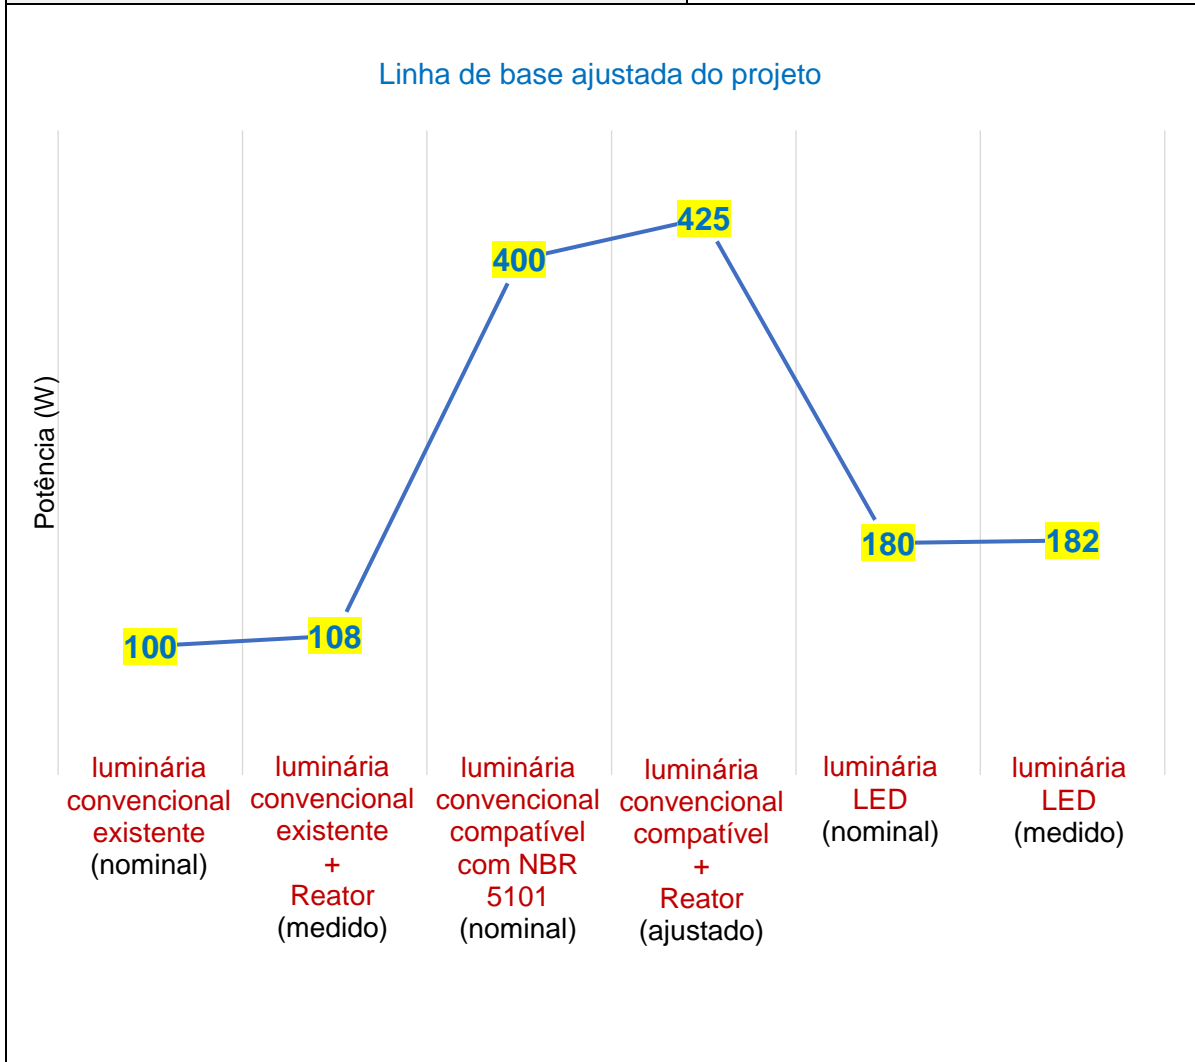 Linha de base ajustada do projeto
Potência (W)
100
108
400
425
180
182
luminária
convencional
existente
(nominal)
luminária
convencional
existente
+
Reator
(medido)
luminária
convencional
compatível
com NBR
5101
(nominal)
luminária
convencional
compatível
+
Reator
(ajustado)
luminária
LED
(nominal)
luminária
LED
(medido)